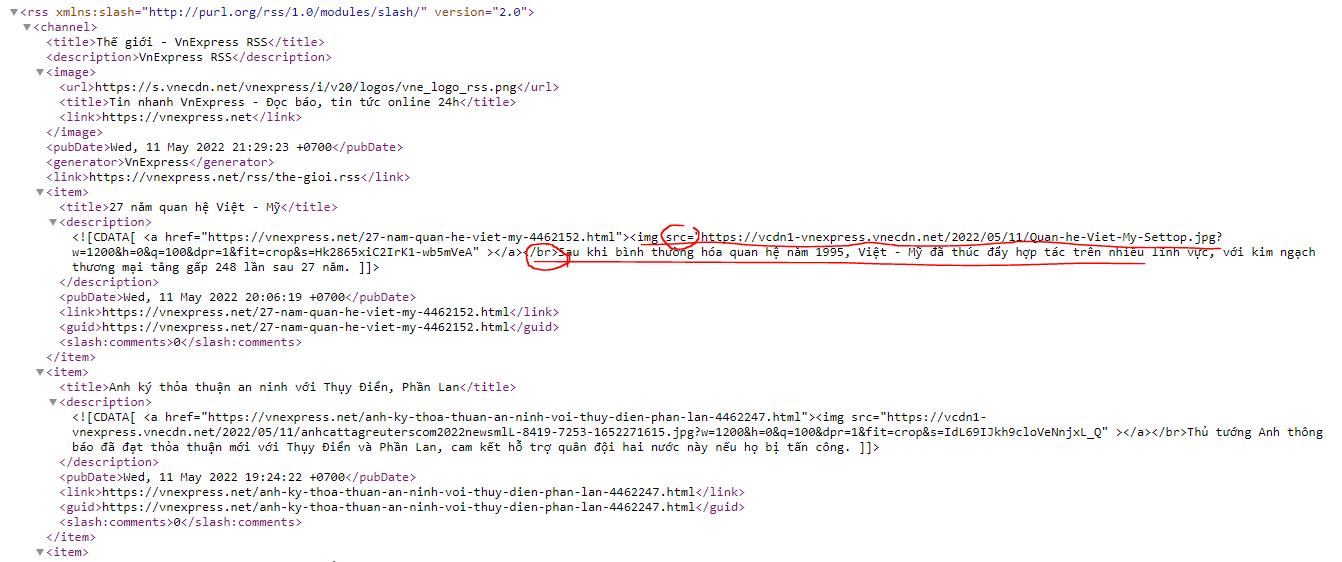 <rss xmlns:slash="http://purl.org/rss/1.0/modules/slash/" version="2.0">
<channel>
<title>Thế giới - VnExpress RSS</title>
<description>VnExpress RSS</description>
<image>
<url>https://s.vnecdn.net/vnexpress/i/v20/logos/vne_logo_rss.png</url>
<title>Tin nhanh VnExpress - Đọc báo, tin tức online 24h</title>
<link>https://vnexpress.net</link>
</image>
<pubDate>Wed, 11 May 2022 21:29:23 +0700</pubDate>
<generator>VnExpress</generator>
<link>https://vnexpress.net/rss/the-gioi.rss</link>
<item>
<title>27 năm quan hệ Việt - Mỹ</title>
<description>
<![CDATA[ <a href="https://vnexpress.net/27-nam-quan-he-viet-my-4462152.html"><img src="https://vcdn1-vnexpress.vnecdn.net/2022/05/11/Quan-he-Viet-My-Settop.jpg?
w=1200&h=0&q=100&dpr=1&fit=crop&s=Hk2865xiC2IrK1-wb5mVeA" ></a></br>Sau khi bình thường hóa quan hệ năm 1995, Việt - Mỹ đã thúc đẩy hợp tác trên nhiều lĩnh vực, với kim ngạch
thương mại tăng gấp 248 lần sau 27 năm. ]]>
</description>
<pubDate>Wed, 11 May 2022 20:06:19 +0700</pubDate>
<link>https://vnexpress.net/27-nam-quan-he-viet-my-4462152.html</link>
<guid>https://vnexpress.net/27-nam-quan-he-viet-my-4462152.html</guid>
<slash:comments>0</slash:comments>
</item>
<item>
<title>Anh ký thỏa thuận an ninh với Thụy Điển, Phần Lan</title>
<description>
<![CDATA[ <a href="https://vnexpress.net/anh-ky-thoa-thuan-an-ninh-voi-thuy-dien-phan-lan-4462247.html"><img src="https://vcdn1-
vnexpress.vnecdn.net/2022/05/11/anhcattagreuterscom2022newsmlL-8419-7253-1652271615.jpg?w=1200&h=0&q=100&dpr=1&fit=crop&s=IdL69IJkh9cloVeNnjxL_Q" ></a></br>Thủ tướng Anh thông
báo đã đạt thỏa thuận mới với Thụy Điển và Phần Lan, cam kết hỗ trợ quân đội hai nước này nếu họ bị tấn công. ]]>
</description>
<pubDate>Wed, 11 May 2022 19:24:22 +0700</pubDate>
<link>https://vnexpress.net/anh-ky-thoa-thuan-an-ninh-voi-thuy-dien-phan-lan-4462247.html</link>
<guid>https://vnexpress.net/anh-ky-thoa-thuan-an-ninh-voi-thuy-dien-phan-lan-4462247.html</guid>
<slash:comments>0</slash:comments>
</item>
<item>